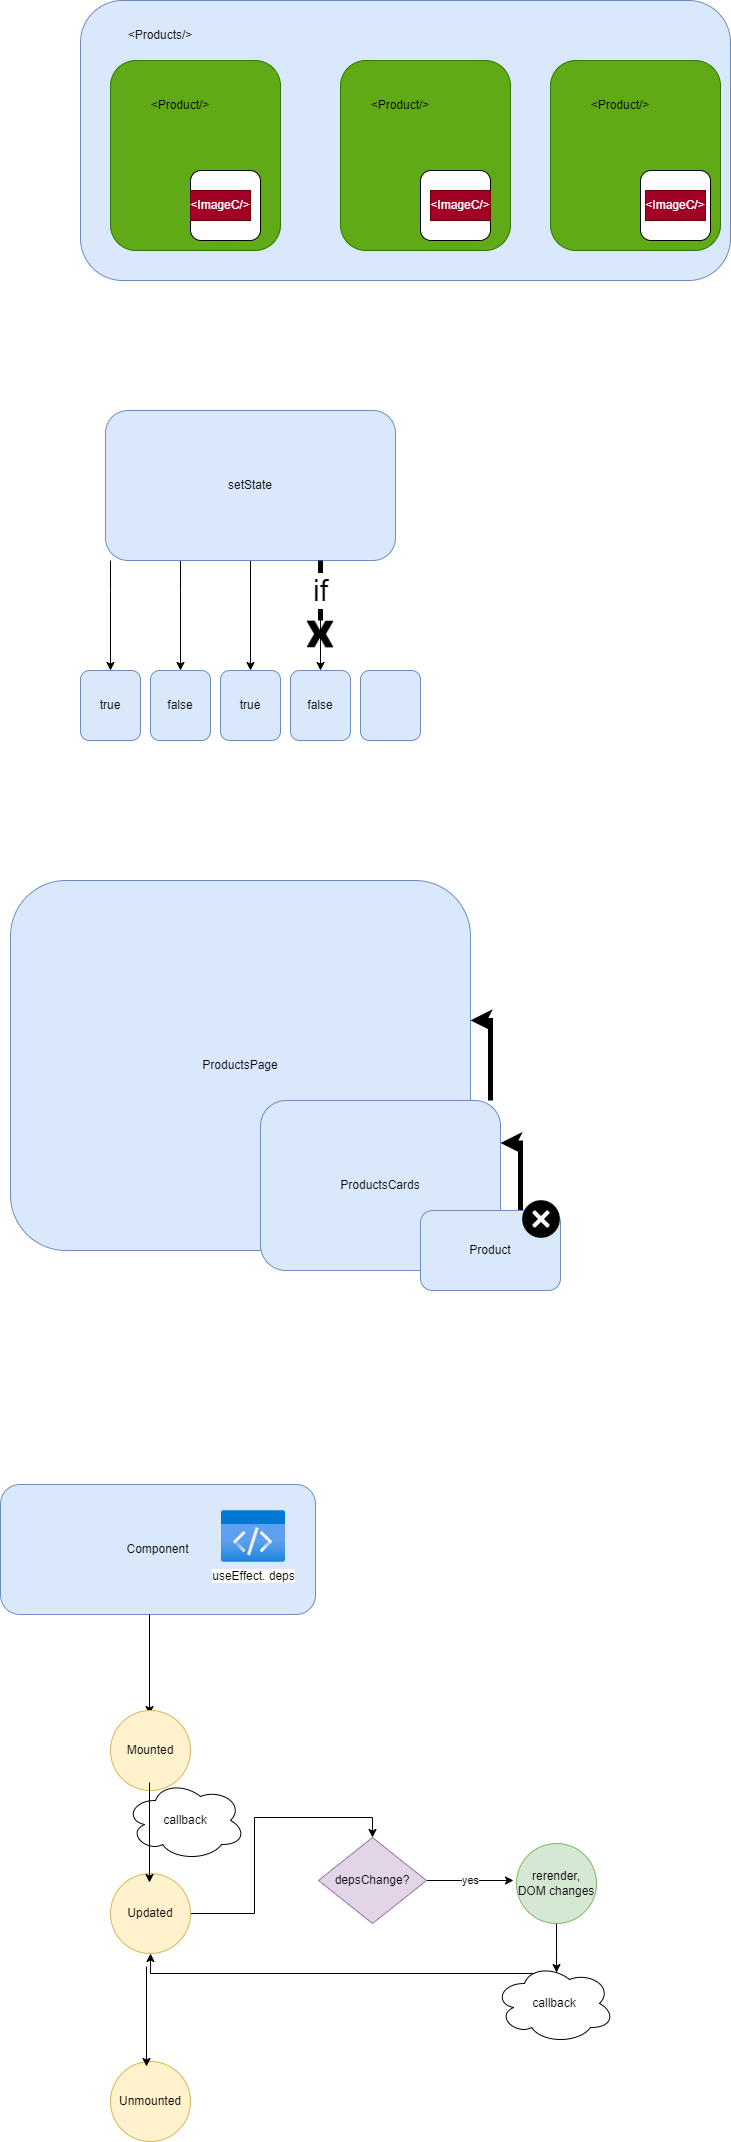 <Products/>
<Product/>
<Product/>
<Product/>
<ImageC/>
<ImageC/>
<ImageC/>
setState
if
X
true
false
true
false
ProductsPage
ProductsCards
Product
Component
useEffect. deps
Mounted
callback
depsChange?
yes
rerender,
DOM changes
Updated
callback
Unmounted